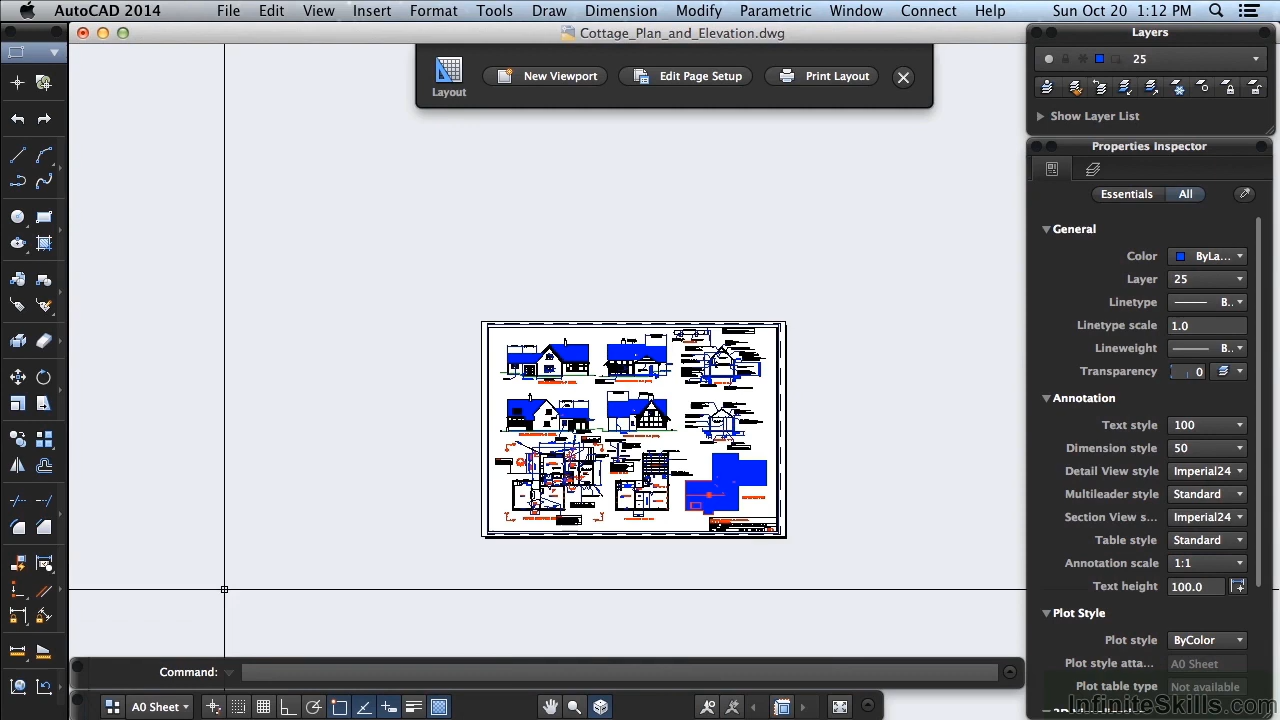 AutoCAD 2014 File Edit View Insert Format Tools Draw Dimension Modify Parametric Window Connect Help Sun Oct 20 1:12 PM
Cottage_Plan_and_Elevation.dwg
Layout
New Viewport
Edit Page Setup
Print Layout
Layers
25
Show Layer List
Properties Inspector
Essentials All
General
Color ByLa...
Layer 25
Linetype B..
Linetype scale 1.0
Lineweight B..
Transparency 0
Annotation
Text style 100
Dimension style 50
Detail View style Imperial24
Multileader style Standard
Section View s... Imperial24
Table style Standard
Annotation scale 1:1
Text height 100.0
Plot Style
Plot style ByColor
Plot style atta... A0 Sheet
Plot table type Not available
Command:
A0 Sheet
InfiniteSkills.com